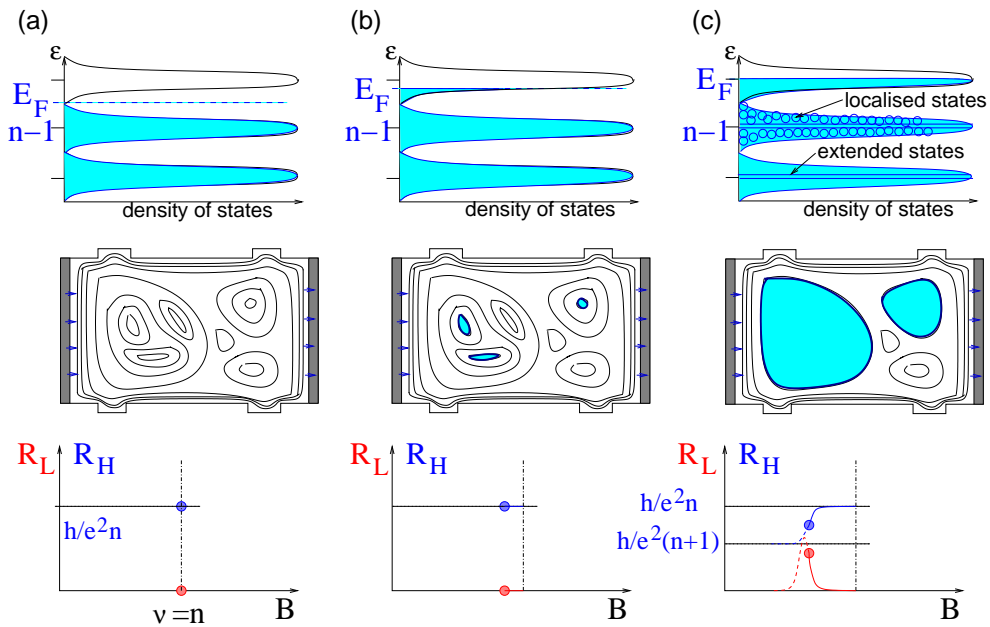 (a)
ε
E_F
n−1
density of states
R_L R_H
h/e²n
ν =n
B
(b)
ε
E_F
n−1
density of states
R_L R_H
B
(c)
ε
E_F
localised states
n−1
extended states
density of states
R_L R_H
h/e²n
h/e²(n+1)
B